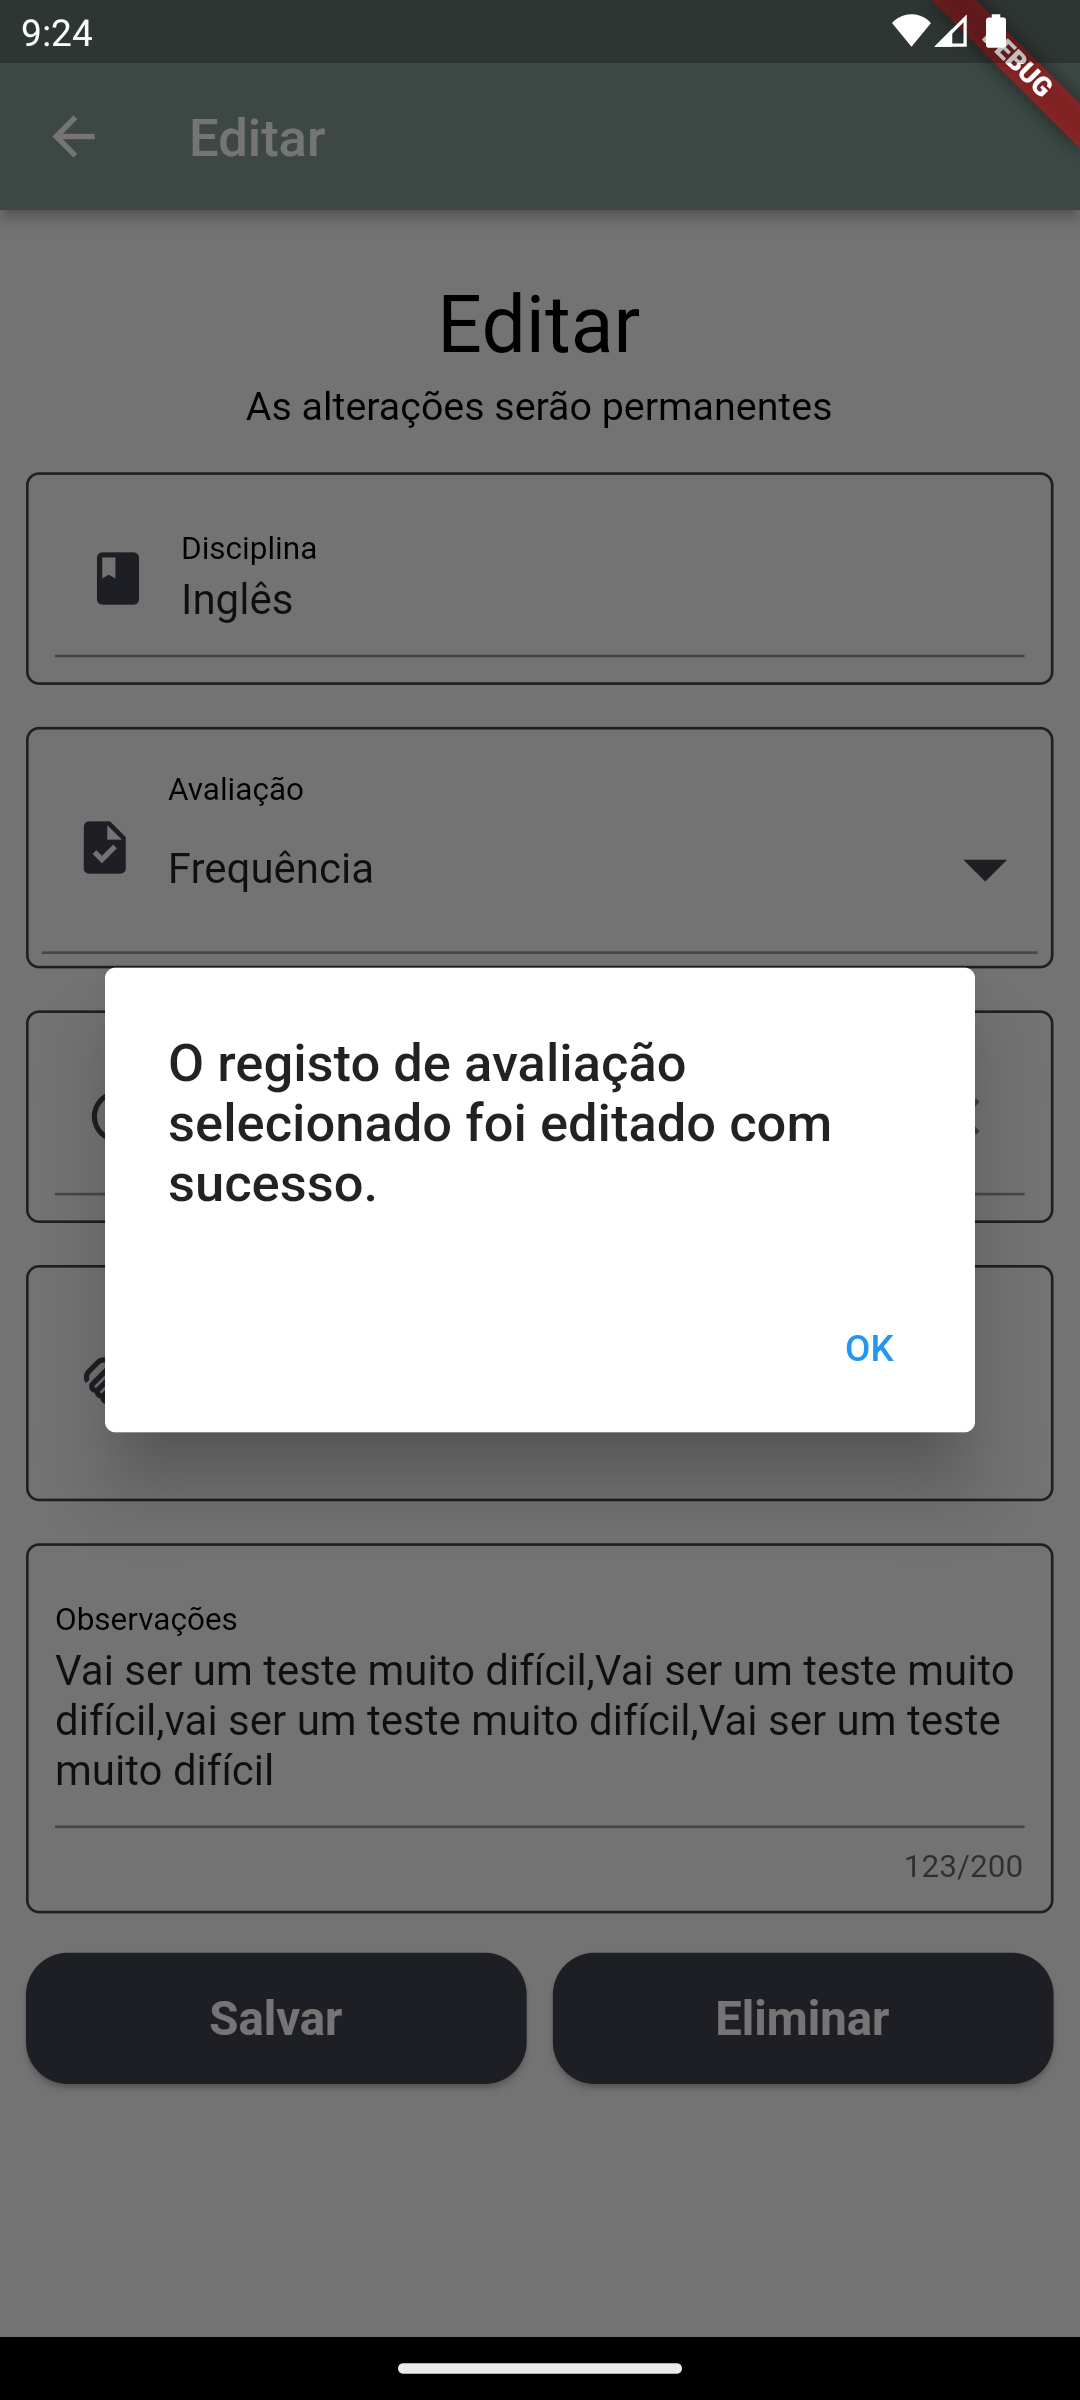 9:24
DEBUG
Editar
Editar
As alterações serão permanentes
Disciplina
Inglês
Avaliação
Frequência
O registo de avaliação
selecionado foi editado com
sucesso.
OK
Observações
Vai ser um teste muito difícil,Vai ser um teste muito
difícil,vai ser um teste muito difícil,Vai ser um teste
muito difícil
123/200
Salvar
Eliminar